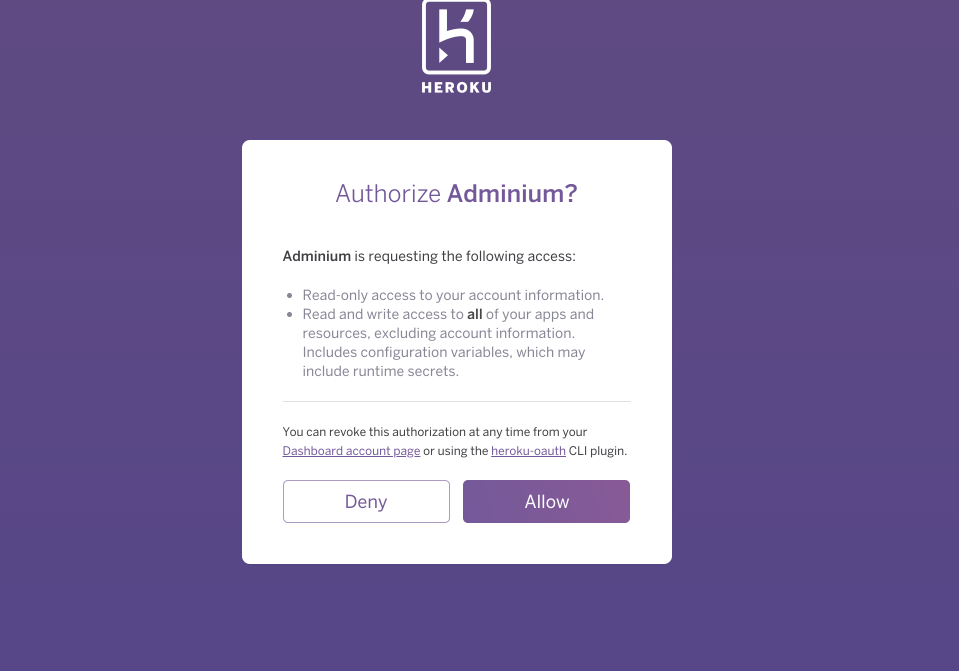 HEROKU
Authorize Adminium?
Adminium is requesting the following access:
Read-only access to your account information.
Read and write access to all of your apps and
resources, excluding account information.
Includes configuration variables, which may
include runtime secrets.
You can revoke this authorization at any time from your
Dashboard account page or using the heroku-oauth CLI plugin.
Deny
Allow